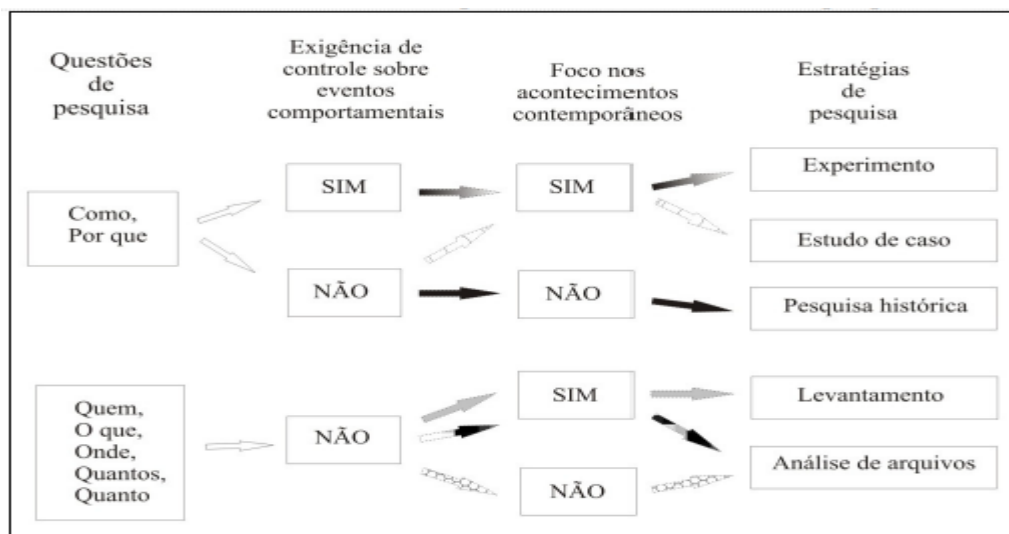 Questões
de
pesquisa
Exigência de
controle sobre
eventos
comportamentais
Foco nos
acontecimentos
contemporâneos
Estratégias
de
pesquisa
Como,
Por que
SIM
SIM
Experimento
Estudo de caso
NÃO
NÃO
Pesquisa histórica
Quem,
O que,
Onde,
Quantos,
Quanto
NÃO
SIM
Levantamento
NÃO
Análise de arquivos